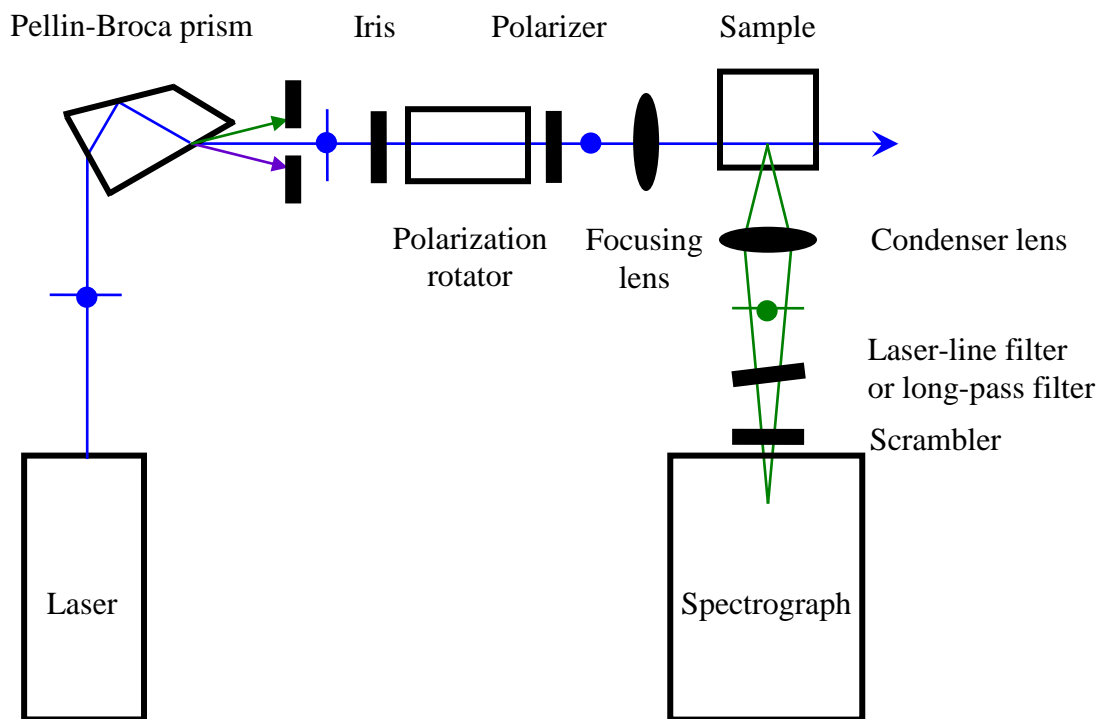 Pellin-Broca prism
Iris
Polarizer
Sample
Polarization
rotator
Focusing
lens
Condenser lens
Laser-line filter
or long-pass filter
Scrambler
Laser
Spectrograph